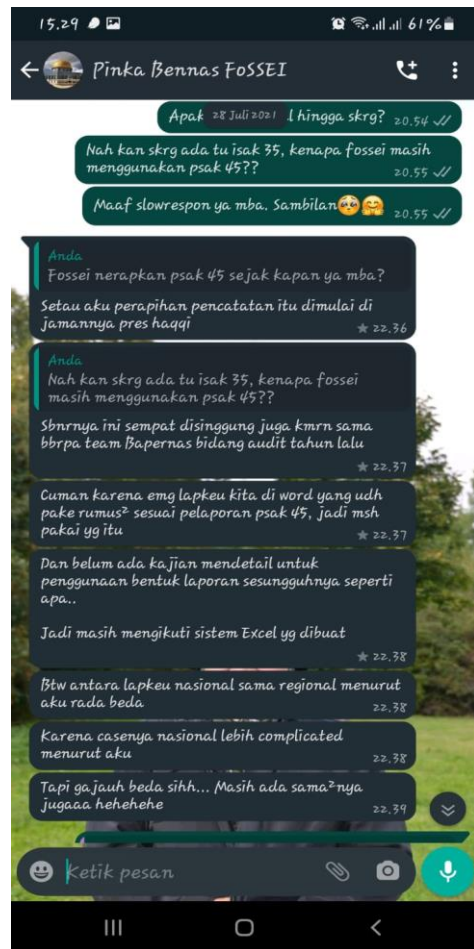 15.29
61%
Pinka Bennas FoSSEI
28 Juli 2021
Apak l hingga skrg? 20.54
Nah kan skrg ada tu isak 35, kenapa fossei masih
menggunakan psak 45??
20.55
Maaf slowrespon ya mba. Sambilan🥺🤗 20.55
Anda
Fossei nerapkan psak 45 sejak kapan ya mba?
Setau aku perapihan pencatatan itu dimulai di
jamannya pres haqqi
22.36
Anda
Nah kan skrg ada tu isak 35, kenapa fossei
masih menggunakan psak 45??
Sbnrnya ini sempat disinggung juga kmrn sama
bbrpa team Bapernas bidang audit tahun lalu
22.37
Cuman karena emg lapkeu kita di word yang udh
pake rumus² sesuai pelaporan psak 45, jadi msh
pakai yg itu
22.37
Dan belum ada kajian mendetail untuk
penggunaan bentuk laporan sesungguhnya seperti
apa..
Jadi masih mengikuti sistem Excel yg dibuat
22.38
Btw antara lapkeu nasional sama regional menurut
aku rada beda
22.38
Karena casenya nasional lebih complicated
menurut aku
22.38
Tapi gajauh beda sihh... Masih ada sama²nya
jugaaa hehehehe
22.39
Ketik pesan